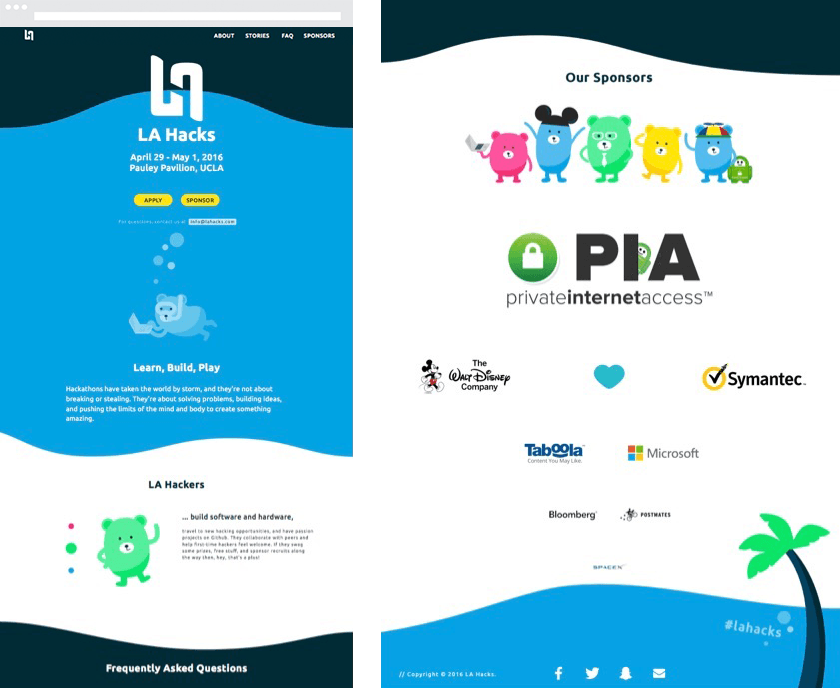 ABOUT STORIES FAQ SPONSORS
LA Hacks
April 29 - May 1, 2016
Pauley Pavilion, UCLA
APPLY SPONSOR
For questions, contact us at info@lahacks.com
Learn, Build, Play
Hackathons have taken the world by storm, and they're not about
breaking or stealing. They're about solving problems, building ideas,
and pushing the limits of the mind and body to create something
amazing.
LA Hackers
... build software and hardware,
travel to new hacking opportunities, and have passion
projects on Github. They collaborate with peers and
help first-time hackers feel welcome. If they swag
some prizes, free stuff, and sponsor recruits along
the way then, hey, that's a plus!
Frequently Asked Questions
Our Sponsors
PIA
privateinternetaccess™
The
Walt Disney
Company
Symantec™
Taboola
Content You May Like.
Microsoft
Bloomberg
POSTMATES
SPACEX
#lahacks
// Copyright © 2016 LA Hacks.